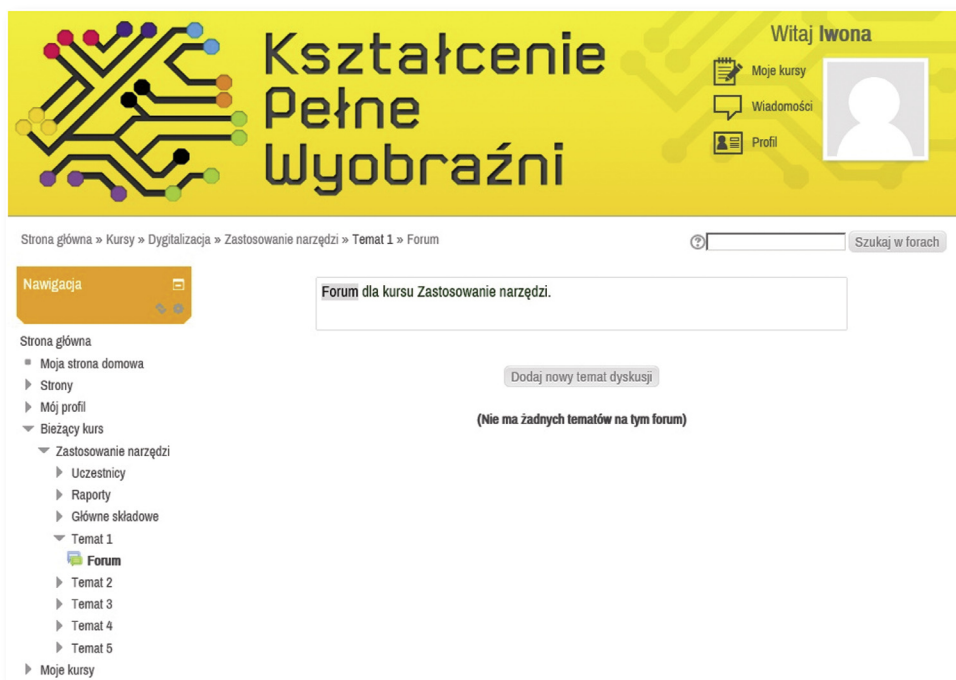 Kształcenie
Pełne
Wyobraźni
Witaj Iwona
Moje kursy
Wiadomości
Profil
Strona główna » Kursy » Dygitalizacja » Zastosowanie narzędzi » Temat 1 » Forum
Szukaj w forach
Nawigacja
Forum dla kursu Zastosowanie narzędzi.
Strona główna
Moja strona domowa
Strony
Mój profil
Bieżący kurs
Zastosowanie narzędzi
Uczestnicy
Raporty
Główne składowe
Temat 1
Forum
Temat 2
Temat 3
Temat 4
Temat 5
Moje kursy
Dodaj nowy temat dyskusji
(Nie ma żadnych tematów na tym forum)